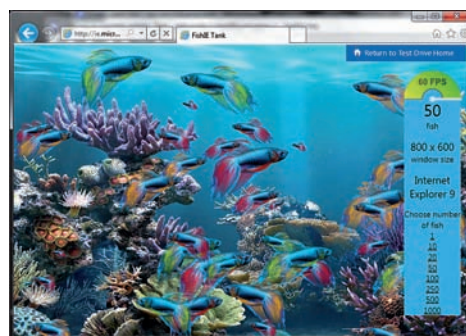 http://ie.micr...
FishIE Tank
Return to Test Drive Home
60 FPS
50
fish
800 x 600
window size
Internet
Explorer 9
Choose number
of fish
1
10
20
50
100
250
500
1000